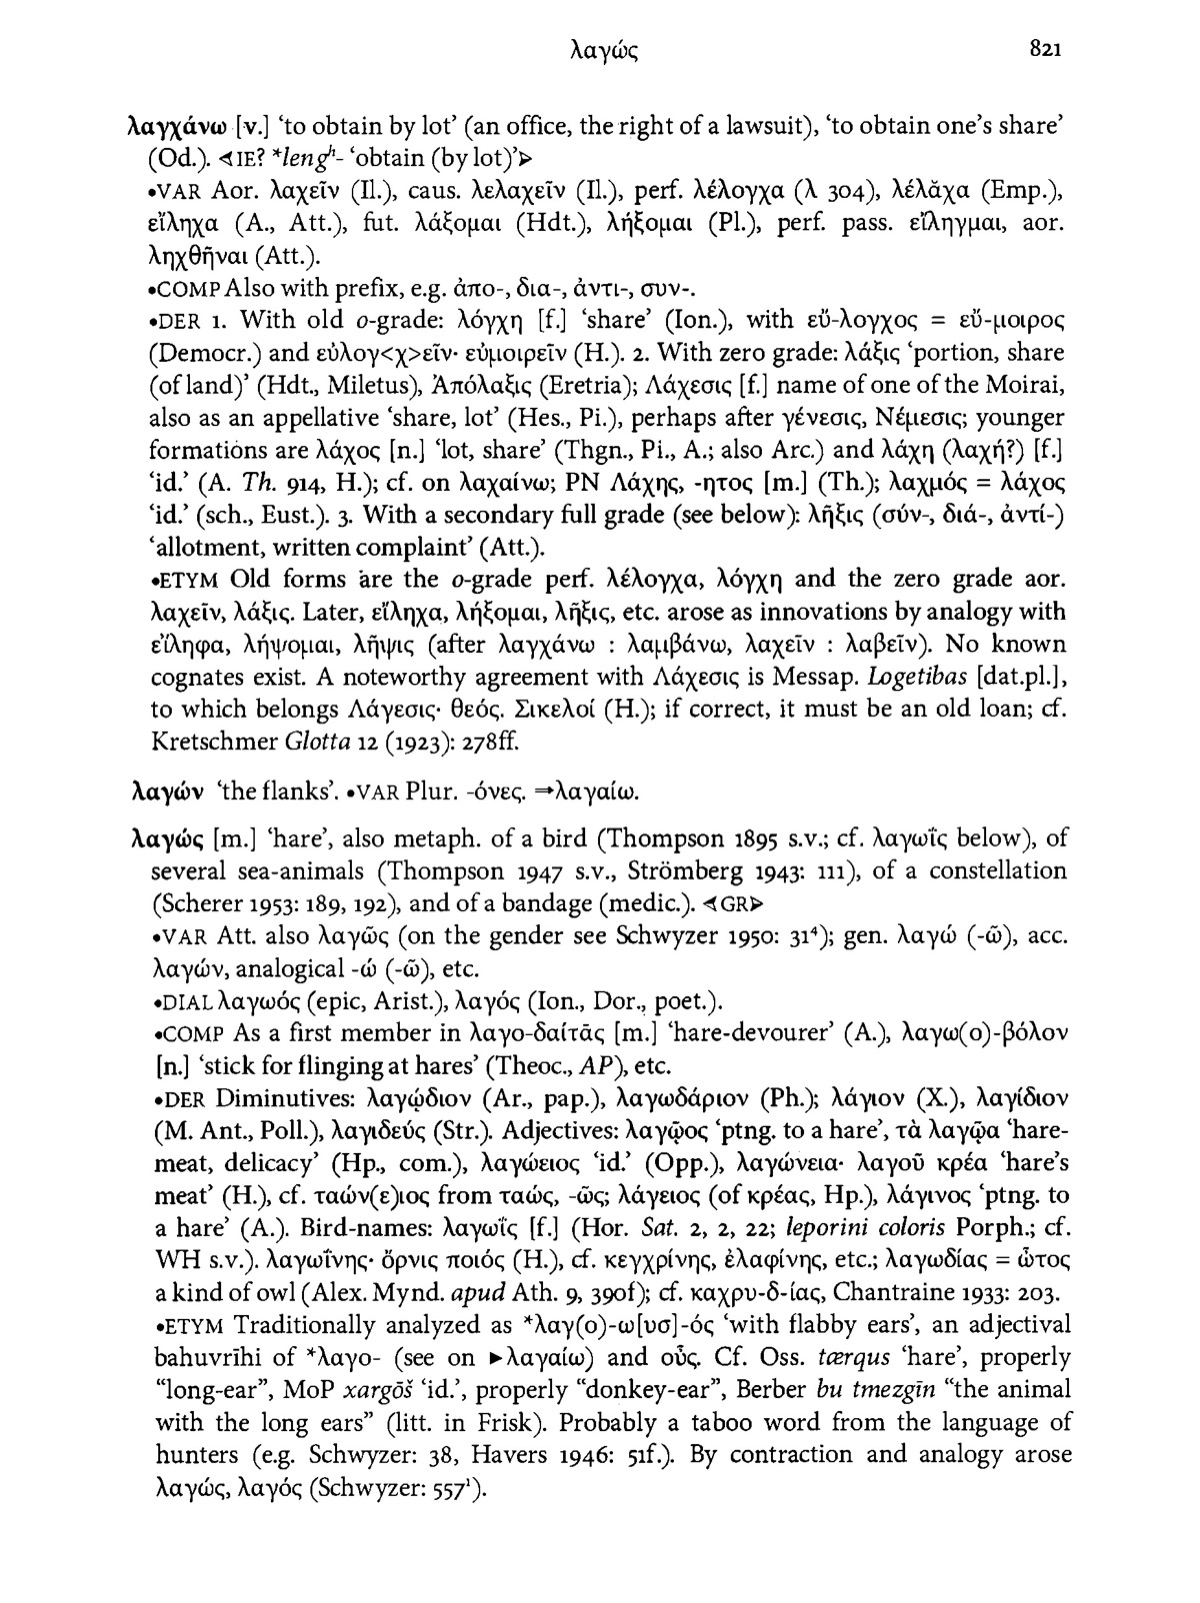 λαγώς 821
λαγχάνω [v.] ‘to obtain by lot’ (an office, the right of a lawsuit), ‘to obtain one’s share’
(Od.). ⋖IE? *lengʰ- ‘obtain (by lot)’⋗
•VAR Aor. λαχεῖν (Il.), caus. λελαχεῖν (Il.), perf. λέλογχα (λ 304), λέλᾰχα (Emp.),
εἴληχα (A., Att.), fut. λάξομαι (Hdt.), λήξομαι (Pl.), perf. pass. εἴληγμαι, aor.
ληχθῆναι (Att.).
•COMP Also with prefix, e.g. ἀπο-, δια-, ἀντι-, συν-.
•DER 1. With old o-grade: λόγχη [f.] ‘share’ (Ion.), with εὔ-λογχος = εὔ-μοιρος
(Democr.) and εὐλογ<χ>εῖν· εὐμοιρεῖν (H.). 2. With zero grade: λάξις ‘portion, share
(of land)’ (Hdt., Miletus), Ἀπόλαξις (Eretria); Λάχεσις [f.] name of one of the Moirai,
also as an appellative ‘share, lot’ (Hes., Pi.), perhaps after γένεσις, Νέμεσις; younger
formations are λάχος [n.] ‘lot, share’ (Thgn., Pi., A.; also Arc.) and λάχη (λαχή?) [f.]
‘id.’ (A. Th. 914, H.); cf. on λαχαίνω; PN Λάχης, -ητος [m.] (Th.); λαχμός = λάχος
‘id.’ (sch., Eust.). 3. With a secondary full grade (see below): λῆξις (σύν-, διά-, ἀντί-)
‘allotment, written complaint’ (Att.).
•ETYM Old forms are the o-grade perf. λέλογχα, λόγχη and the zero grade aor.
λαχεῖν, λάξις. Later, εἴληχα, λήξομαι, λῆξις, etc. arose as innovations by analogy with
εἴληφα, λήψομαι, λῆψις (after λαγχάνω : λαμβάνω, λαχεῖν : λαβεῖν). No known
cognates exist. A noteworthy agreement with Λάχεσις is Messap. Logetibas [dat.pl.],
to which belongs Λάγεσις· θεός. Σικελοί (H.); if correct, it must be an old loan; cf.
Kretschmer Glotta 12 (1923): 278ff.
λαγών ‘the flanks’. •VAR Plur. -όνες. ⇒λαγαίω.
λαγώς [m.] ‘hare’, also metaph. of a bird (Thompson 1895 s.v.; cf. λαγωΐς below), of
several sea-animals (Thompson 1947 s.v., Strömberg 1943: 111), of a constellation
(Scherer 1953: 189, 192), and of a bandage (medic.). ⋖GR⋗
•VAR Att. also λαγῶς (on the gender see Schwyzer 1950: 31⁴); gen. λαγώ (-ῶ), acc.
λαγών, analogical -ώ (-ῶ), etc.
•DIAL λαγωός (epic, Arist.), λαγός (Ion., Dor., poet.).
•COMP As a first member in λαγο-δαίτᾱς [m.] ‘hare-devourer’ (A.), λαγω(ο)-βόλον
[n.] ‘stick for flinging at hares’ (Theoc., AP), etc.
•DER Diminutives: λαγῴδιον (Ar., pap.), λαγωδάριον (Ph.); λάγιον (X.), λαγίδιον
(M. Ant., Poll.), λαγιδεύς (Str.). Adjectives: λαγῷος ‘ptng. to a hare’, τὰ λαγῷα ‘hare-
meat, delicacy’ (Hp., com.), λαγώειος ‘id.’ (Opp.), λαγώνεια· λαγοῦ κρέα ‘hare’s
meat’ (H.), cf. ταών(ε)ιος from ταώς, -ῶς; λάγειος (of κρέας, Hp.), λάγινος ‘ptng. to
a hare’ (A.). Bird-names: λαγωΐς [f.] (Hor. Sat. 2, 2, 22; leporini coloris Porph.; cf.
WH s.v.). λαγωΐνης· ὄρνις ποιός (H.), cf. κεγχρίνης, ἐλαφίνης, etc.; λαγωδίας = ὦτος
a kind of owl (Alex. Mynd. apud Ath. 9, 390f); cf. καχρυ-δ-ίας, Chantraine 1933: 203.
•ETYM Traditionally analyzed as *λαγ(ο)-ω[υσ]-ός ‘with flabby ears’, an adjectival
bahuvrīhi of *λαγο- (see on ►λαγαίω) and οὖς. Cf. Oss. tærqus ‘hare’, properly
“long-ear”, MoP xargōš ‘id.’, properly “donkey-ear”, Berber bu tmezgīn “the animal
with the long ears” (litt. in Frisk). Probably a taboo word from the language of
hunters (e.g. Schwyzer: 38, Havers 1946: 51f.). By contraction and analogy arose
λαγώς, λαγός (Schwyzer: 557¹).